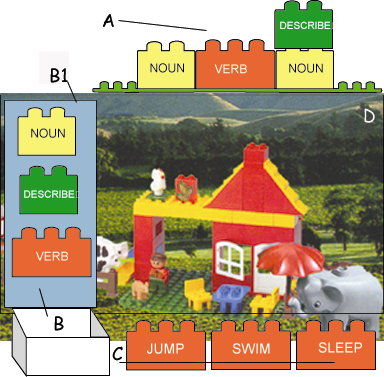 A
DESCRIBE
NOUN VERB NOUN
B1
D
NOUN
DESCRIBE
VERB
B
C JUMP SWIM SLEEP